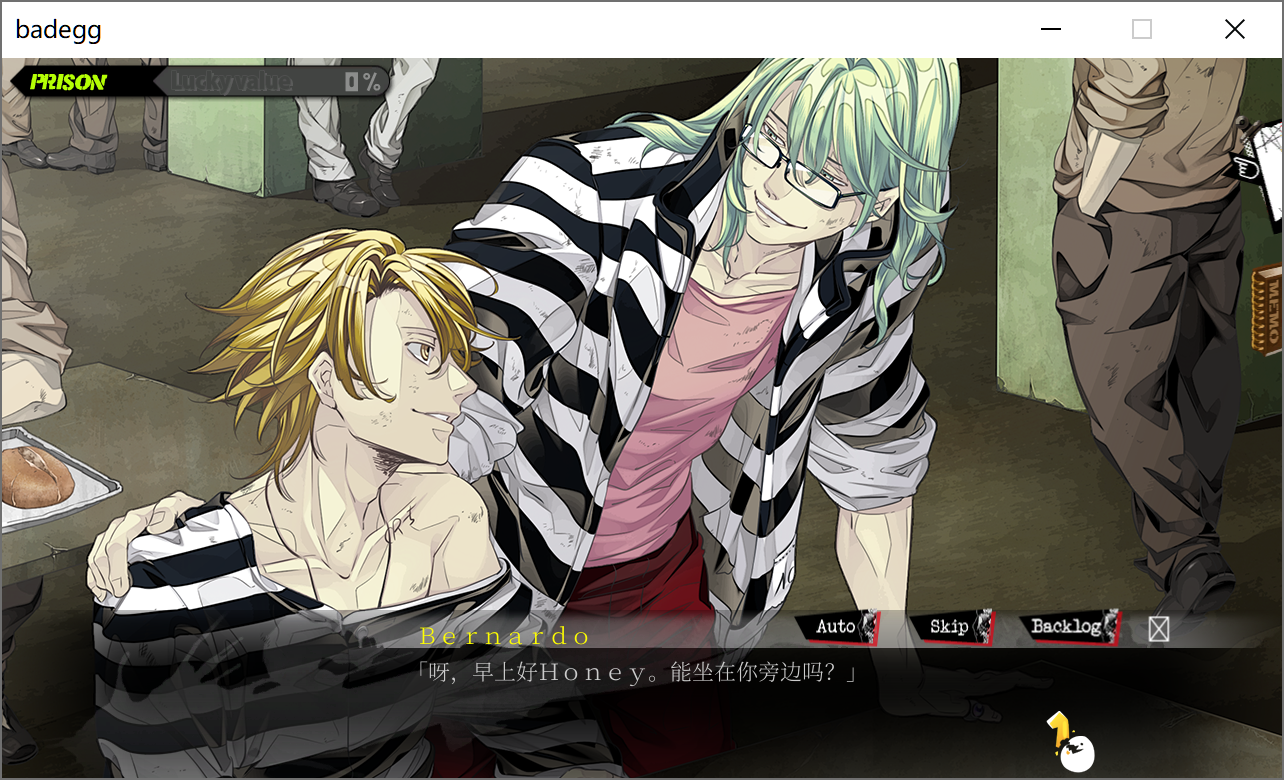 badegg
PRISON
Lucky value
0%
MEMO
Bernardo
Auto
Skip
Backlog
「呀，早上好Honey。能坐在你旁边吗？」